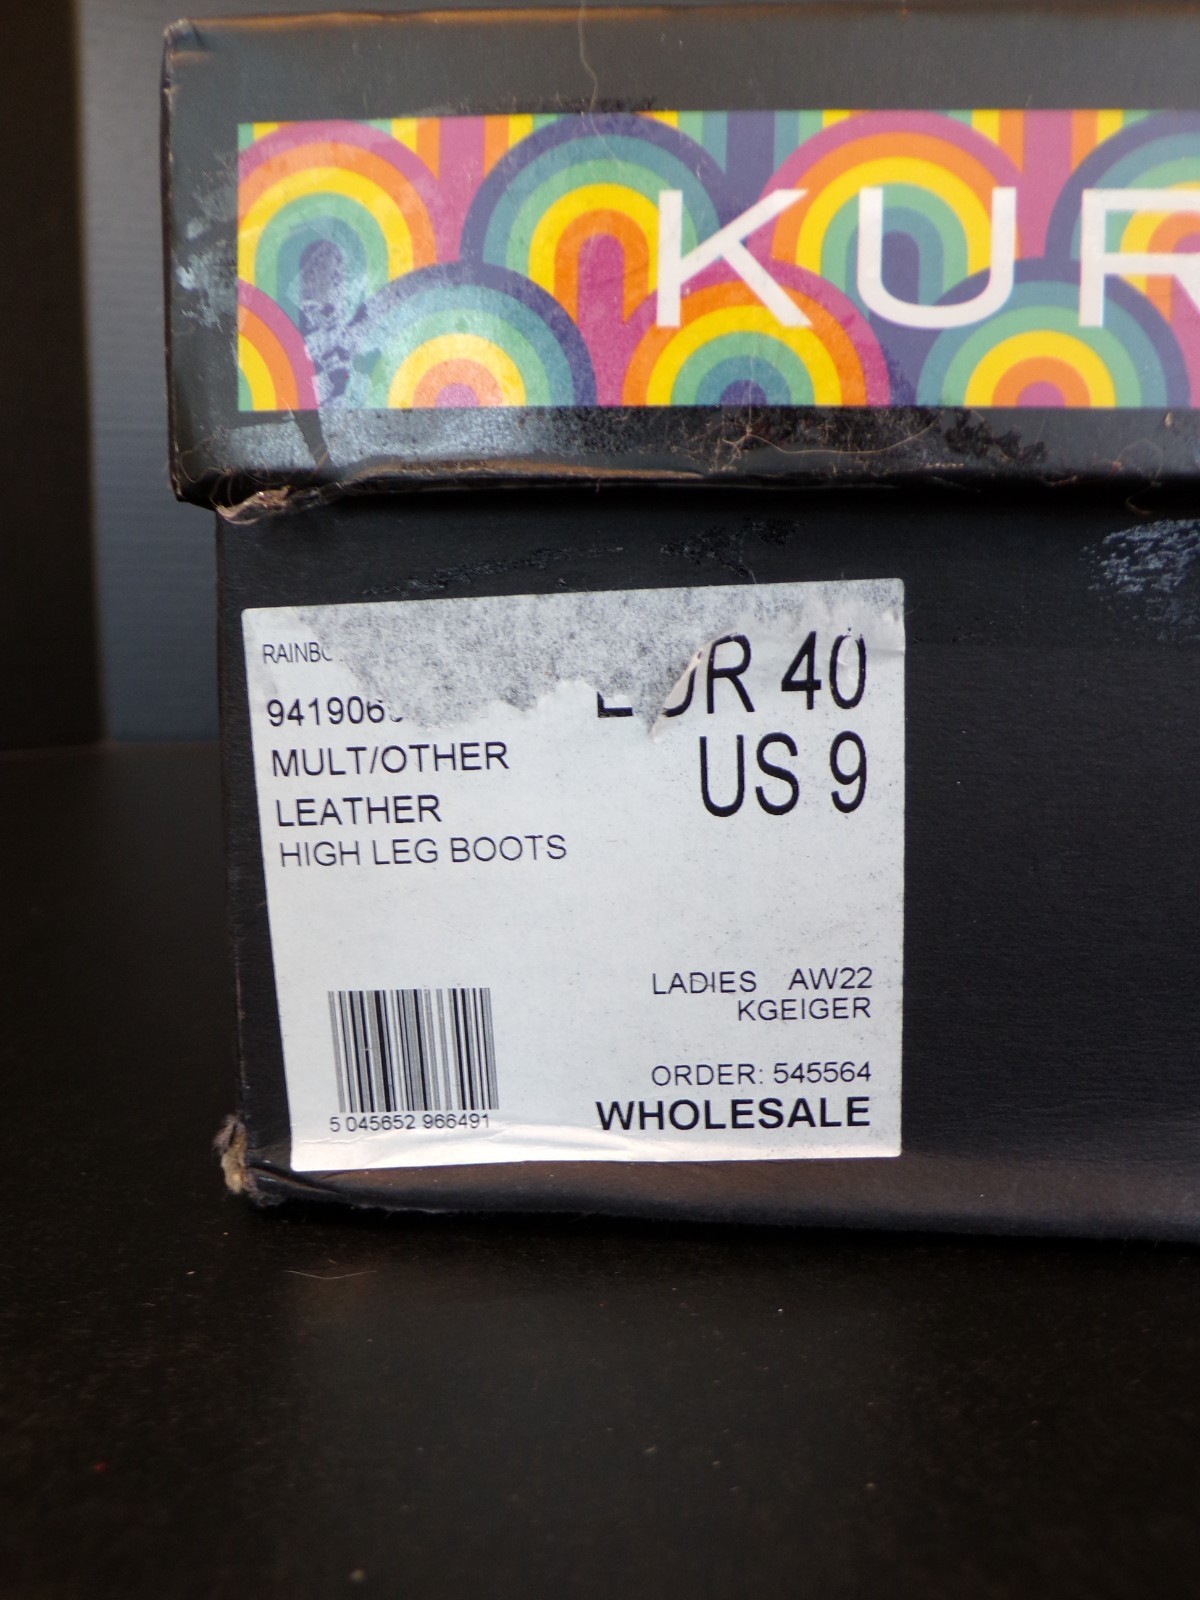 KUR
RAINBO
EUR 40
941906
US 9
MULT/OTHER
LEATHER
HIGH LEG BOOTS
LADIES AW22
KGEIGER
ORDER: 545564
WHOLESALE
5 045652 966491